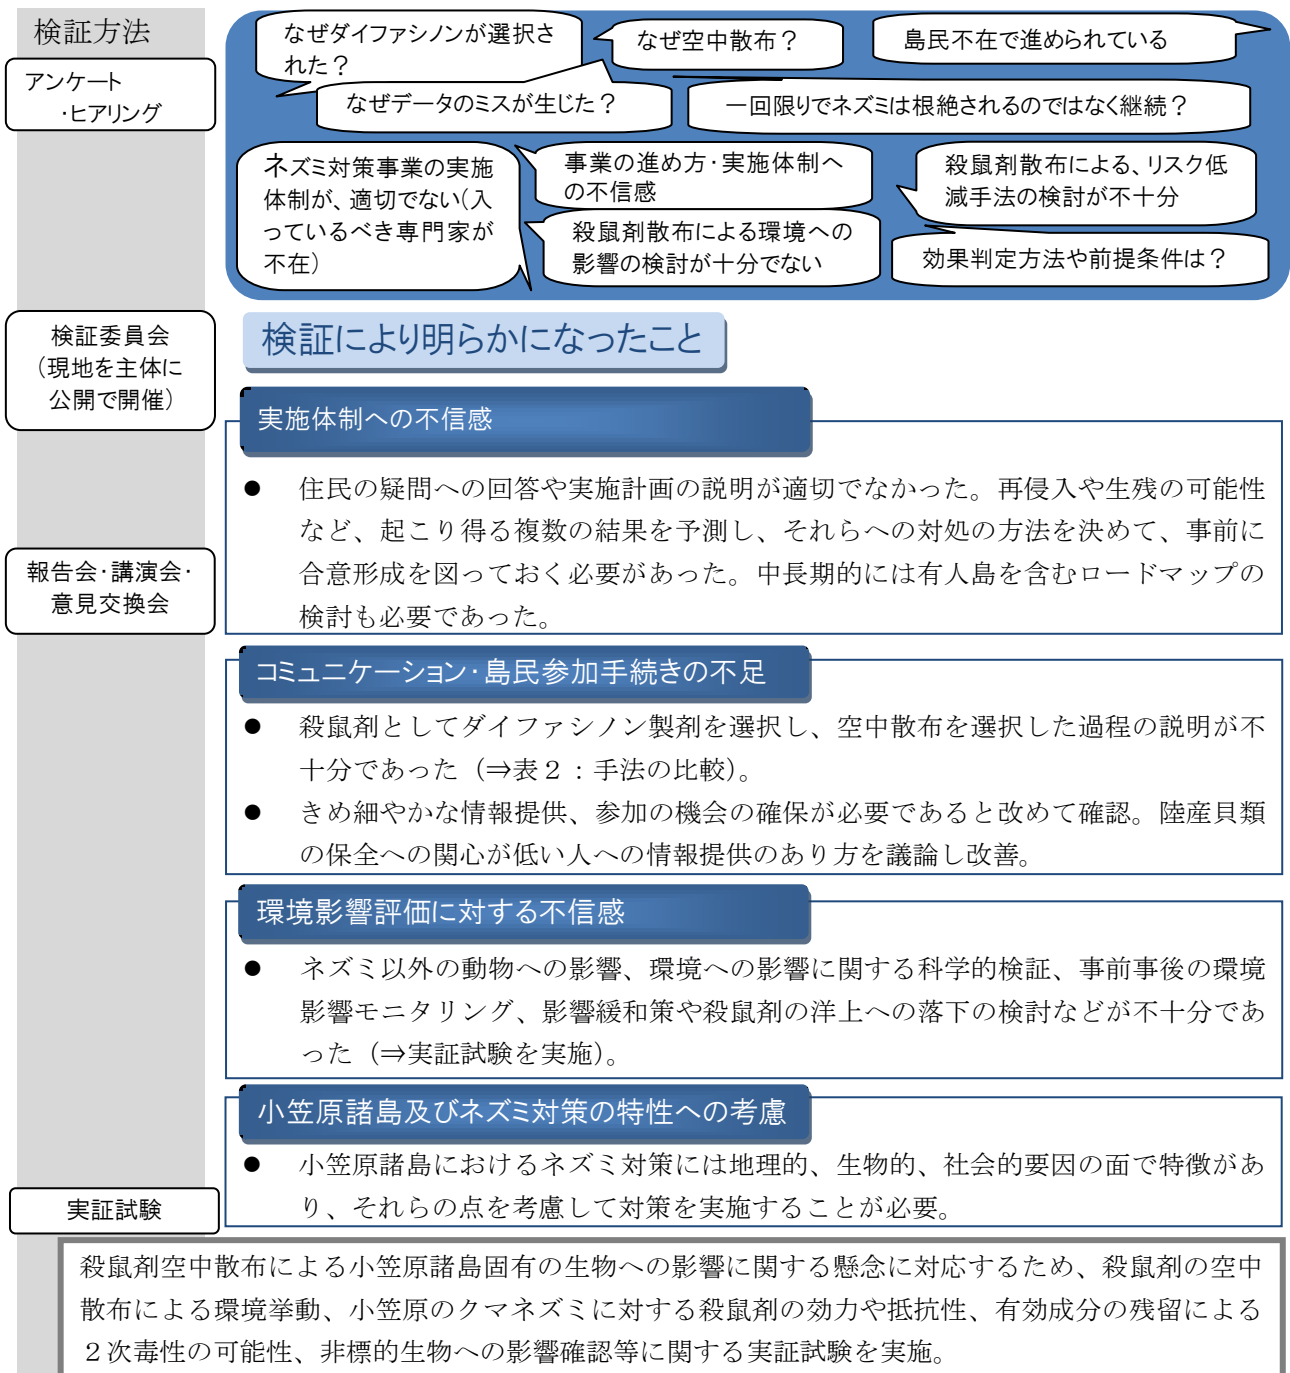 検証方法
アンケート
・ヒアリング
なぜダイファシノンが選択さ
れた？
なぜ空中散布？
島民不在で進められている
なぜデータのミスが生じた？
一回限りでネズミは根絶されるのではなく継続？
ネズミ対策事業の実施
体制が、適切でない（入
っているべき専門家が
不在）
事業の進め方・実施体制へ
の不信感
殺鼠剤散布による、リスク低
減手法の検討が不十分
殺鼠剤散布による環境への
影響の検討が十分でない
効果判定方法や前提条件は？
検証委員会
（現地を主体に
公開で開催）
検証により明らかになったこと
実施体制への不信感
● 住民の疑問への回答や実施計画の説明が適切でなかった。再侵入や生残の可能性
など、起こり得る複数の結果を予測し、それらへの対処の方法を決めて、事前に
合意形成を図っておく必要があった。中長期的には有人島を含むロードマップの
検討も必要であった。
報告会・講演会・
意見交換会
コミュニケーション・島民参加手続きの不足
● 殺鼠剤としてダイファシノン製剤を選択し、空中散布を選択した過程の説明が不
十分であった（⇒表２：手法の比較）。
● きめ細やかな情報提供、参加の機会の確保が必要であると改めて確認。陸産貝類
の保全への関心が低い人への情報提供のあり方を議論し改善。
環境影響評価に対する不信感
● ネズミ以外の動物への影響、環境への影響に関する科学的検証、事前事後の環境
影響モニタリング、影響緩和策や殺鼠剤の洋上への落下の検討などが不十分であ
った（⇒実証試験を実施）。
小笠原諸島及びネズミ対策の特性への考慮
● 小笠原諸島におけるネズミ対策には地理的、生物的、社会的要因の面で特徴があ
り、それらの点を考慮して対策を実施することが必要。
実証試験
殺鼠剤空中散布による小笠原諸島固有の生物への影響に関する懸念に対応するため、殺鼠剤の空中
散布による環境挙動、小笠原のクマネズミに対する殺鼠剤の効力や抵抗性、有効成分の残留による
２次毒性の可能性、非標的生物への影響確認等に関する実証試験を実施。